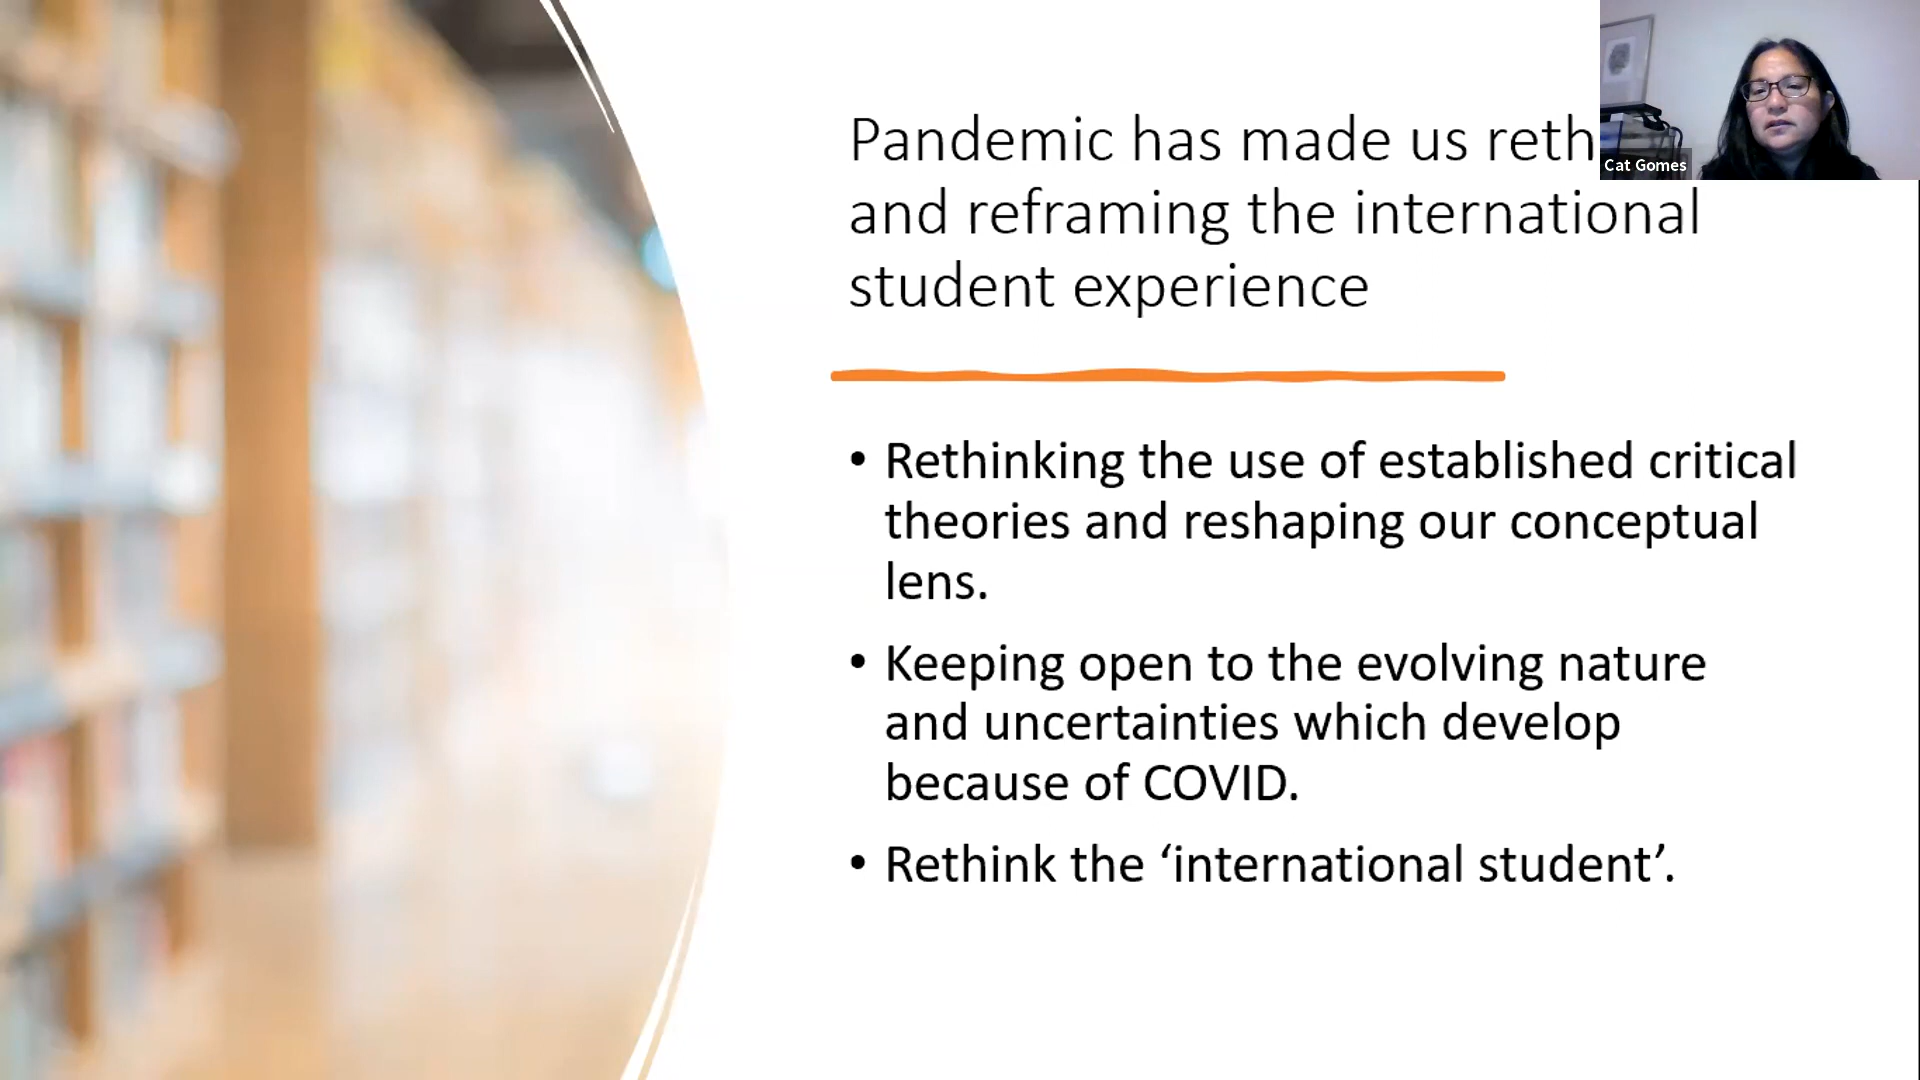 Pandemic has made us reth
and reframing the international
student experience
Cat Gomes
• Rethinking the use of established critical
theories and reshaping our conceptual
lens.
• Keeping open to the evolving nature
and uncertainties which develop
because of COVID.
• Rethink the ‘international student’.